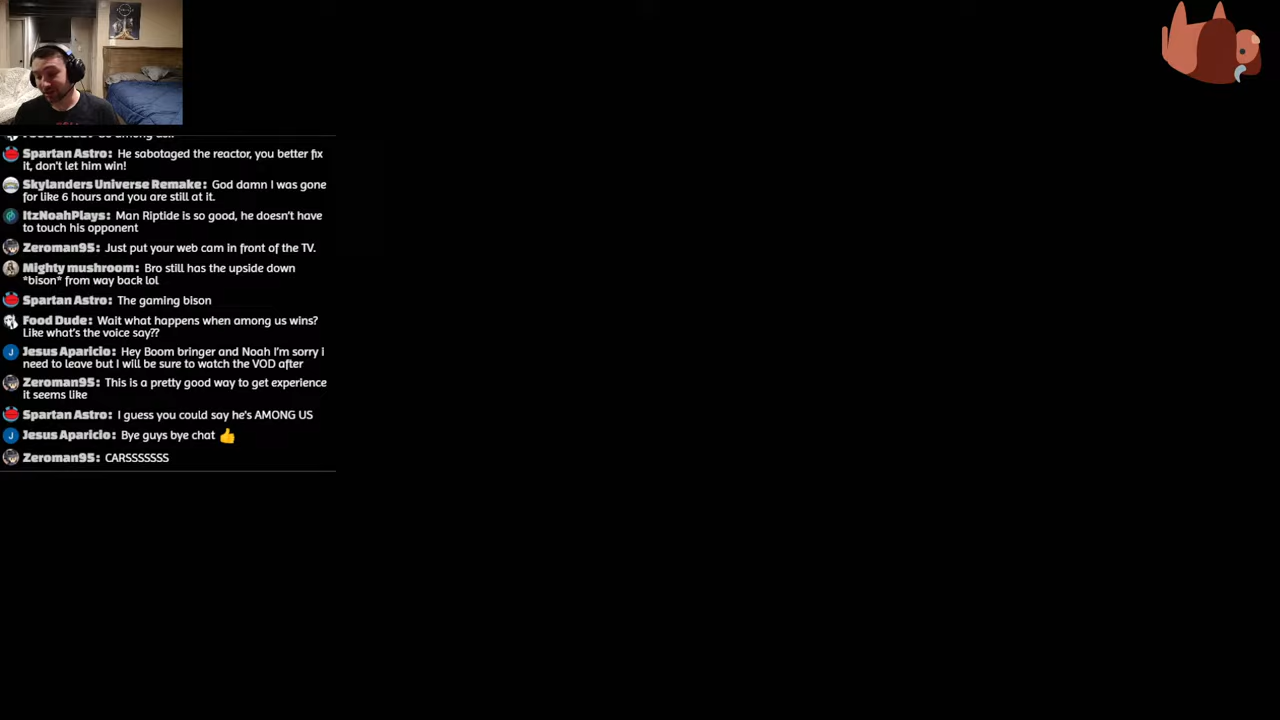 Spartan Astro: He sabotaged the reactor, you better fix
it, don't let him win!
Skylanders Universe Remake: God damn I was gone
for like 6 hours and you are still at it.
ItzNoahPlays: Man Riptide is so good, he doesn't have
to touch his opponent
Zeroman95: Just put your web cam in front of the TV.
Mighty mushroom: Bro still has the upside down
*bison* from way back lol
Spartan Astro: The gaming bison
Food Dude: Wait what happens when among us wins?
Like what's the voice say??
Jesus Aparicio: Hey Boom bringer and Noah I'm sorry i
need to leave but I will be sure to watch the VOD after
Zeroman95: This is a pretty good way to get experience
it seems like
Spartan Astro: I guess you could say he's AMONG US
J Jesus Aparicio: Bye guys bye chat 👍
Zeroman95: CARSSSSSSS